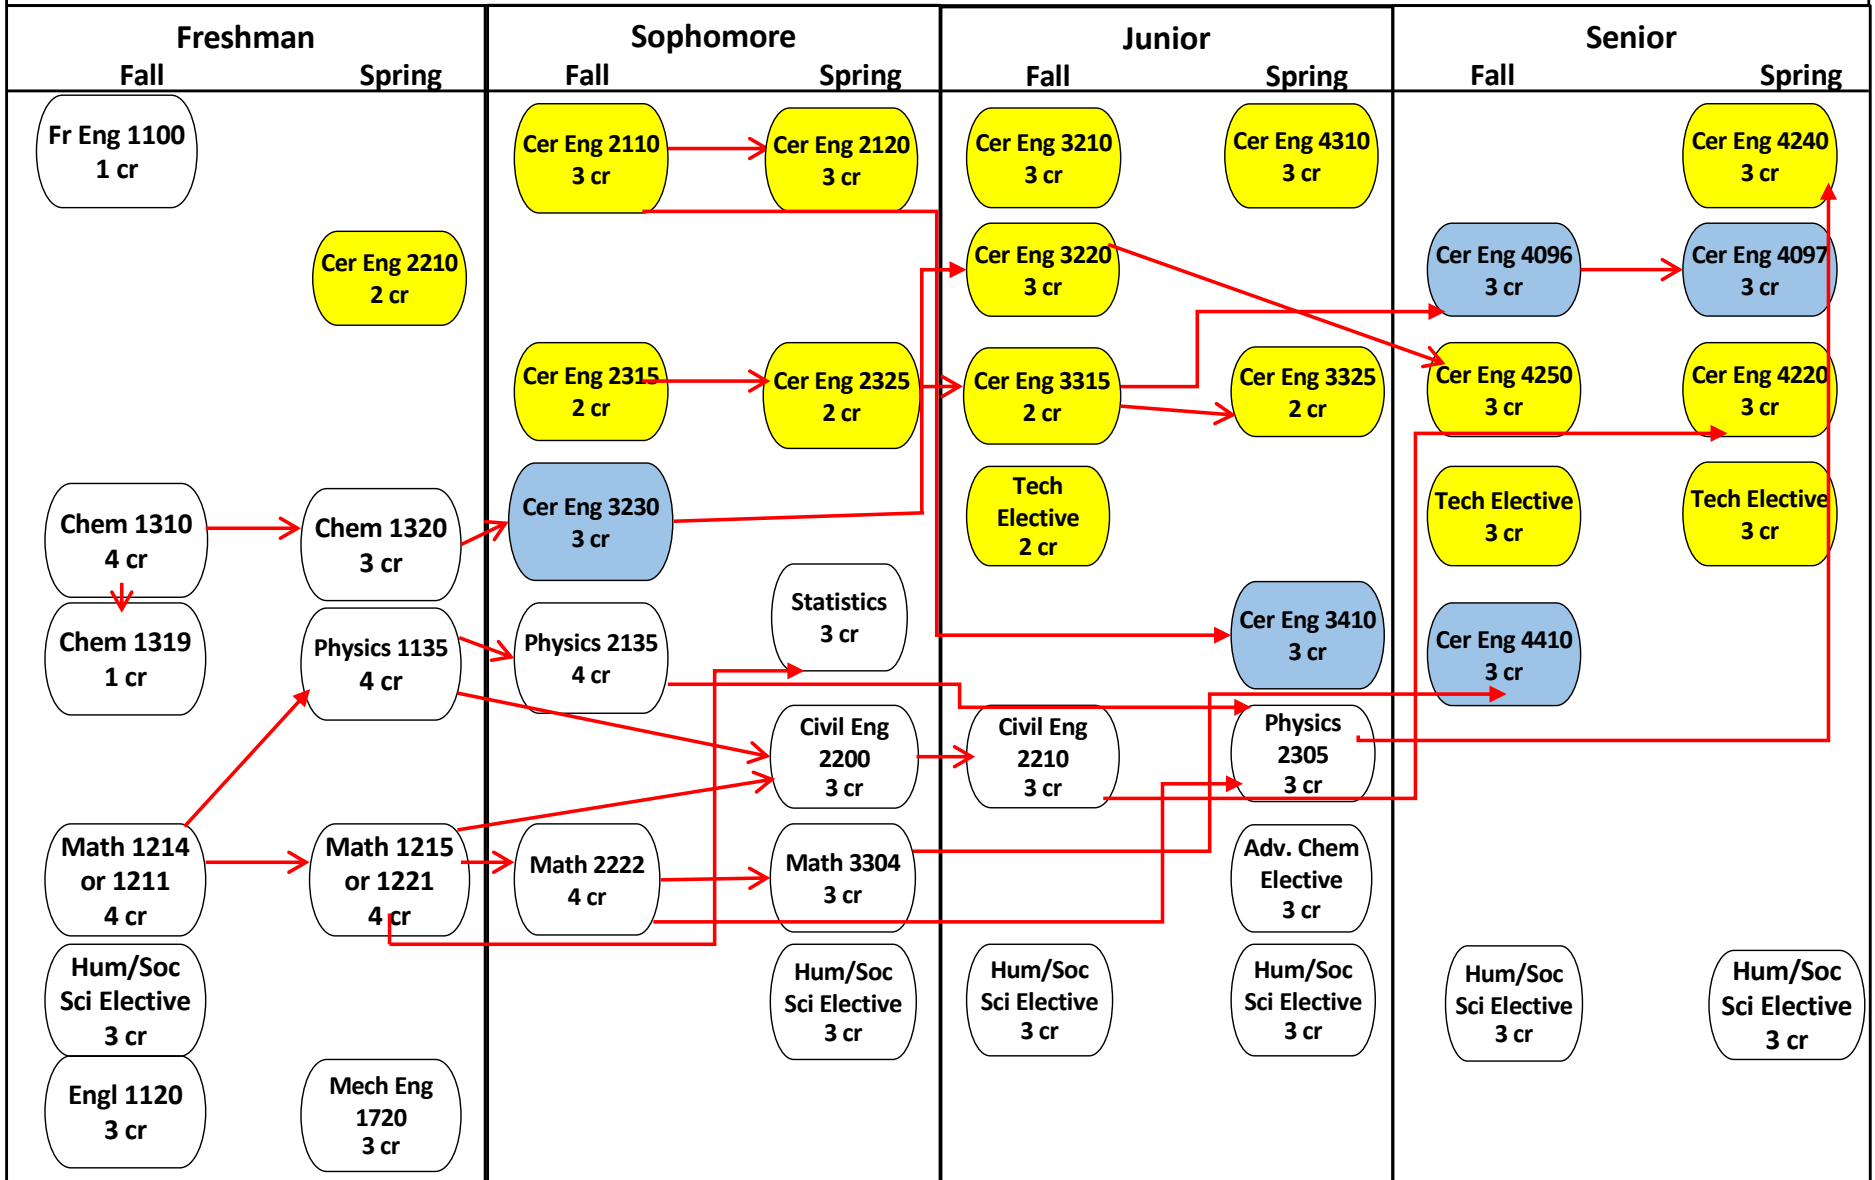 Freshman
Fall Spring
Sophomore
Fall Spring
Junior
Fall Spring
Senior
Fall Spring
Fr Eng 1100
1 cr
Chem 1310
4 cr
Chem 1319
1 cr
Math 1214
or 1211
4 cr
Hum/Soc
Sci Elective
3 cr
Engl 1120
3 cr
Cer Eng 2210
2 cr
Chem 1320
3 cr
Physics 1135
4 cr
Math 1215
or 1221
4 cr
Mech Eng
1720
3 cr
Cer Eng 2110
3 cr
Cer Eng 2315
2 cr
Cer Eng 3230
3 cr
Physics 2135
4 cr
Math 2222
4 cr
Cer Eng 2120
3 cr
Cer Eng 2325
2 cr
Statistics
3 cr
Civil Eng
2200
3 cr
Math 3304
3 cr
Hum/Soc
Sci Elective
3 cr
Cer Eng 3210
3 cr
Cer Eng 3220
3 cr
Cer Eng 3315
2 cr
Tech
Elective
2 cr
Civil Eng
2210
3 cr
Hum/Soc
Sci Elective
3 cr
Cer Eng 4310
3 cr
Cer Eng 3325
2 cr
Cer Eng 3410
3 cr
Physics
2305
3 cr
Adv. Chem
Elective
3 cr
Hum/Soc
Sci Elective
3 cr
Cer Eng 4096
3 cr
Cer Eng 4250
3 cr
Tech Elective
3 cr
Cer Eng 4410
3 cr
Hum/Soc
Sci Elective
3 cr
Cer Eng 4240
3 cr
Cer Eng 4097
3 cr
Cer Eng 4220
3 cr
Tech Elective
3 cr
Hum/Soc
Sci Elective
3 cr